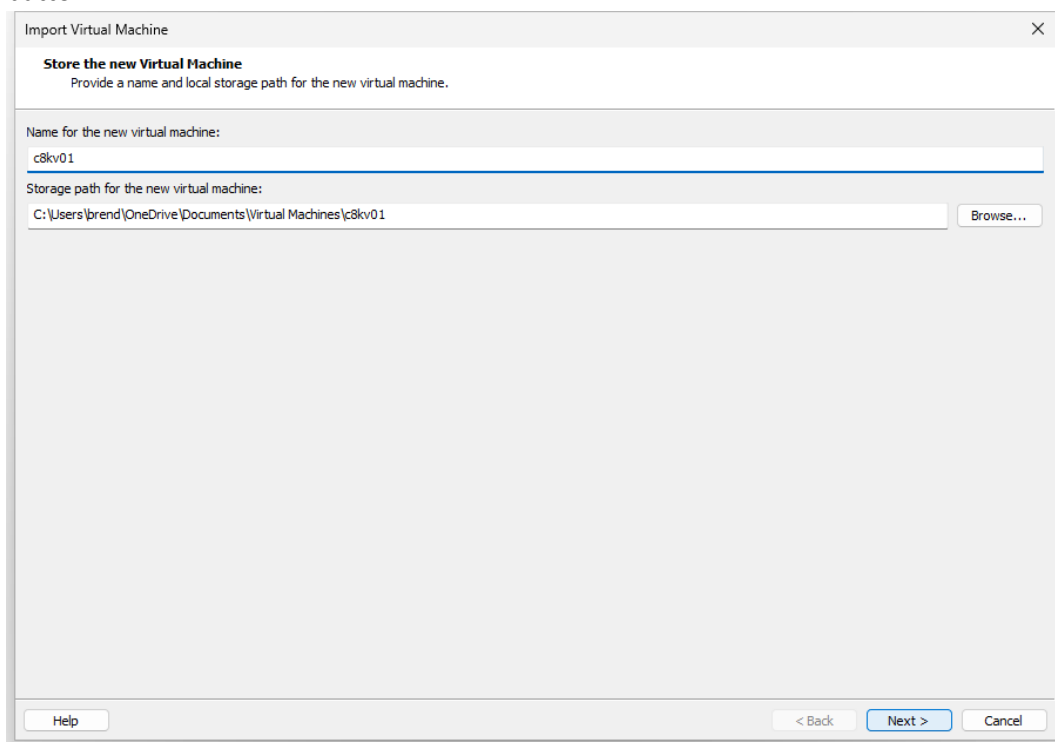 Import Virtual Machine
Store the new Virtual Machine
Provide a name and local storage path for the new virtual machine.
Name for the new virtual machine:
c8kv01
Storage path for the new virtual machine:
C:\Users\brend\OneDrive\Documents\Virtual Machines\c8kv01
Browse...
Help
< Back
Next >
Cancel